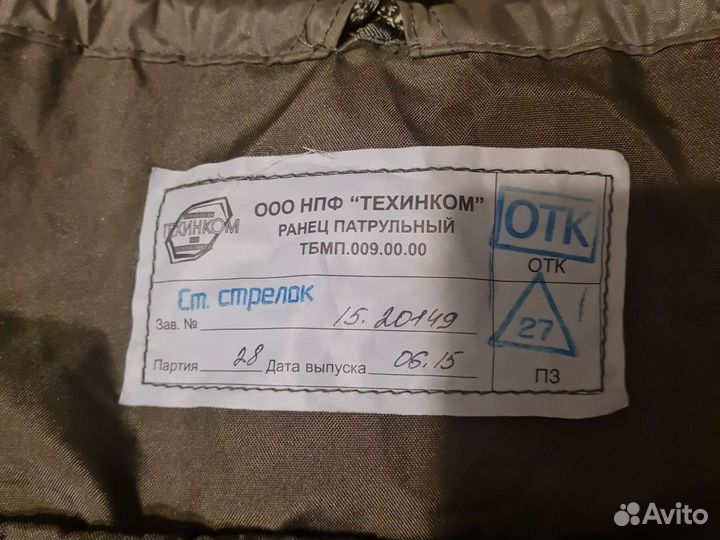 ООО НПФ “ТЕХИНКОМ”
РАНЕЦ ПАТРУЛЬНЫЙ
ТБМП.009.00.00
ТЕХИНКОМ
ОТК
ОТК
Ст. стрелок
Зав. № 15.20149
27
Партия 28 Дата выпуска 06.15
ПЗ
Avito